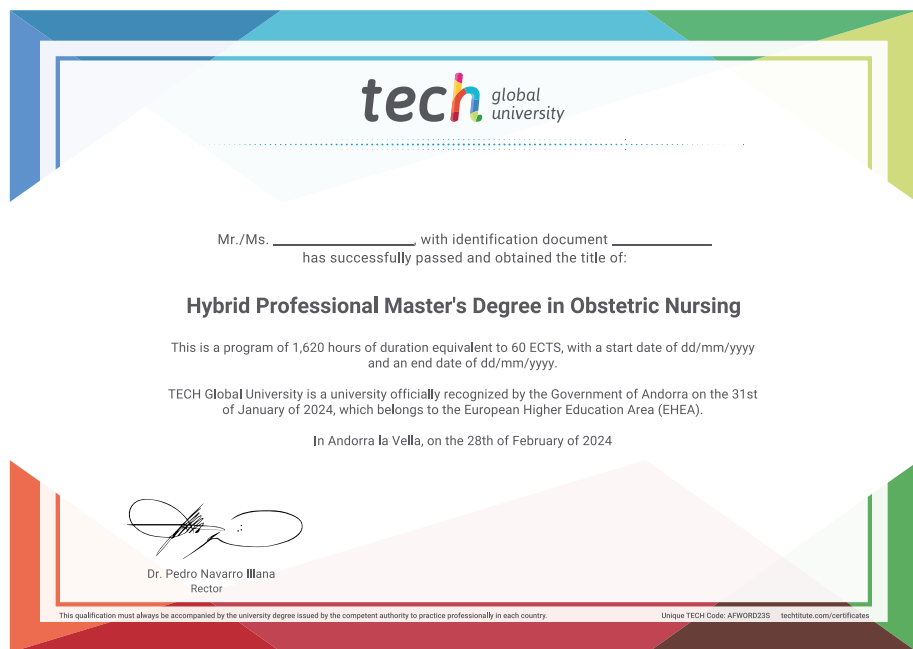 tech global university
Mr./Ms. ________________, with identification document ____________
has successfully passed and obtained the title of:
Hybrid Professional Master's Degree in Obstetric Nursing
This is a program of 1,620 hours of duration equivalent to 60 ECTS, with a start date of dd/mm/yyyy
and an end date of dd/mm/yyyy.
TECH Global University is a university officially recognized by the Government of Andorra on the 31st
of January of 2024, which belongs to the European Higher Education Area (EHEA).
In Andorra la Vella, on the 28th of February of 2024
Dr. Pedro Navarro Illana
Rector
This qualification must always be accompanied by the university degree issued by the competent authority to practice professionally in each country.
Unique TECH Code: AFWORD23S techtitute.com/certificates